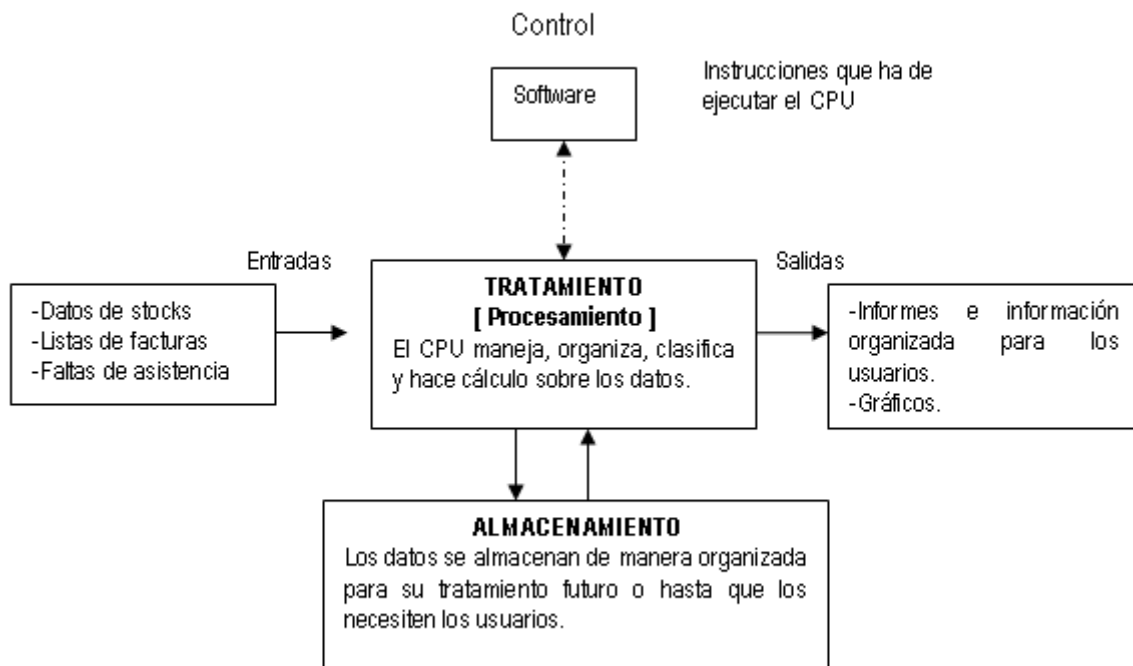 Control
Software
Instrucciones que ha de
ejecutar el CPU
Entradas
-Datos de stocks
-Listas de facturas
-Faltas de asistencia
TRATAMIENTO
[ Procesamiento ]
El CPU maneja, organiza, clasifica
y hace cálculo sobre los datos.
Salidas
-Informes e información
organizada para los
usuarios.
-Gráficos.
ALMACENAMIENTO
Los datos se almacenan de manera organizada
para su tratamiento futuro o hasta que los
necesiten los usuarios.